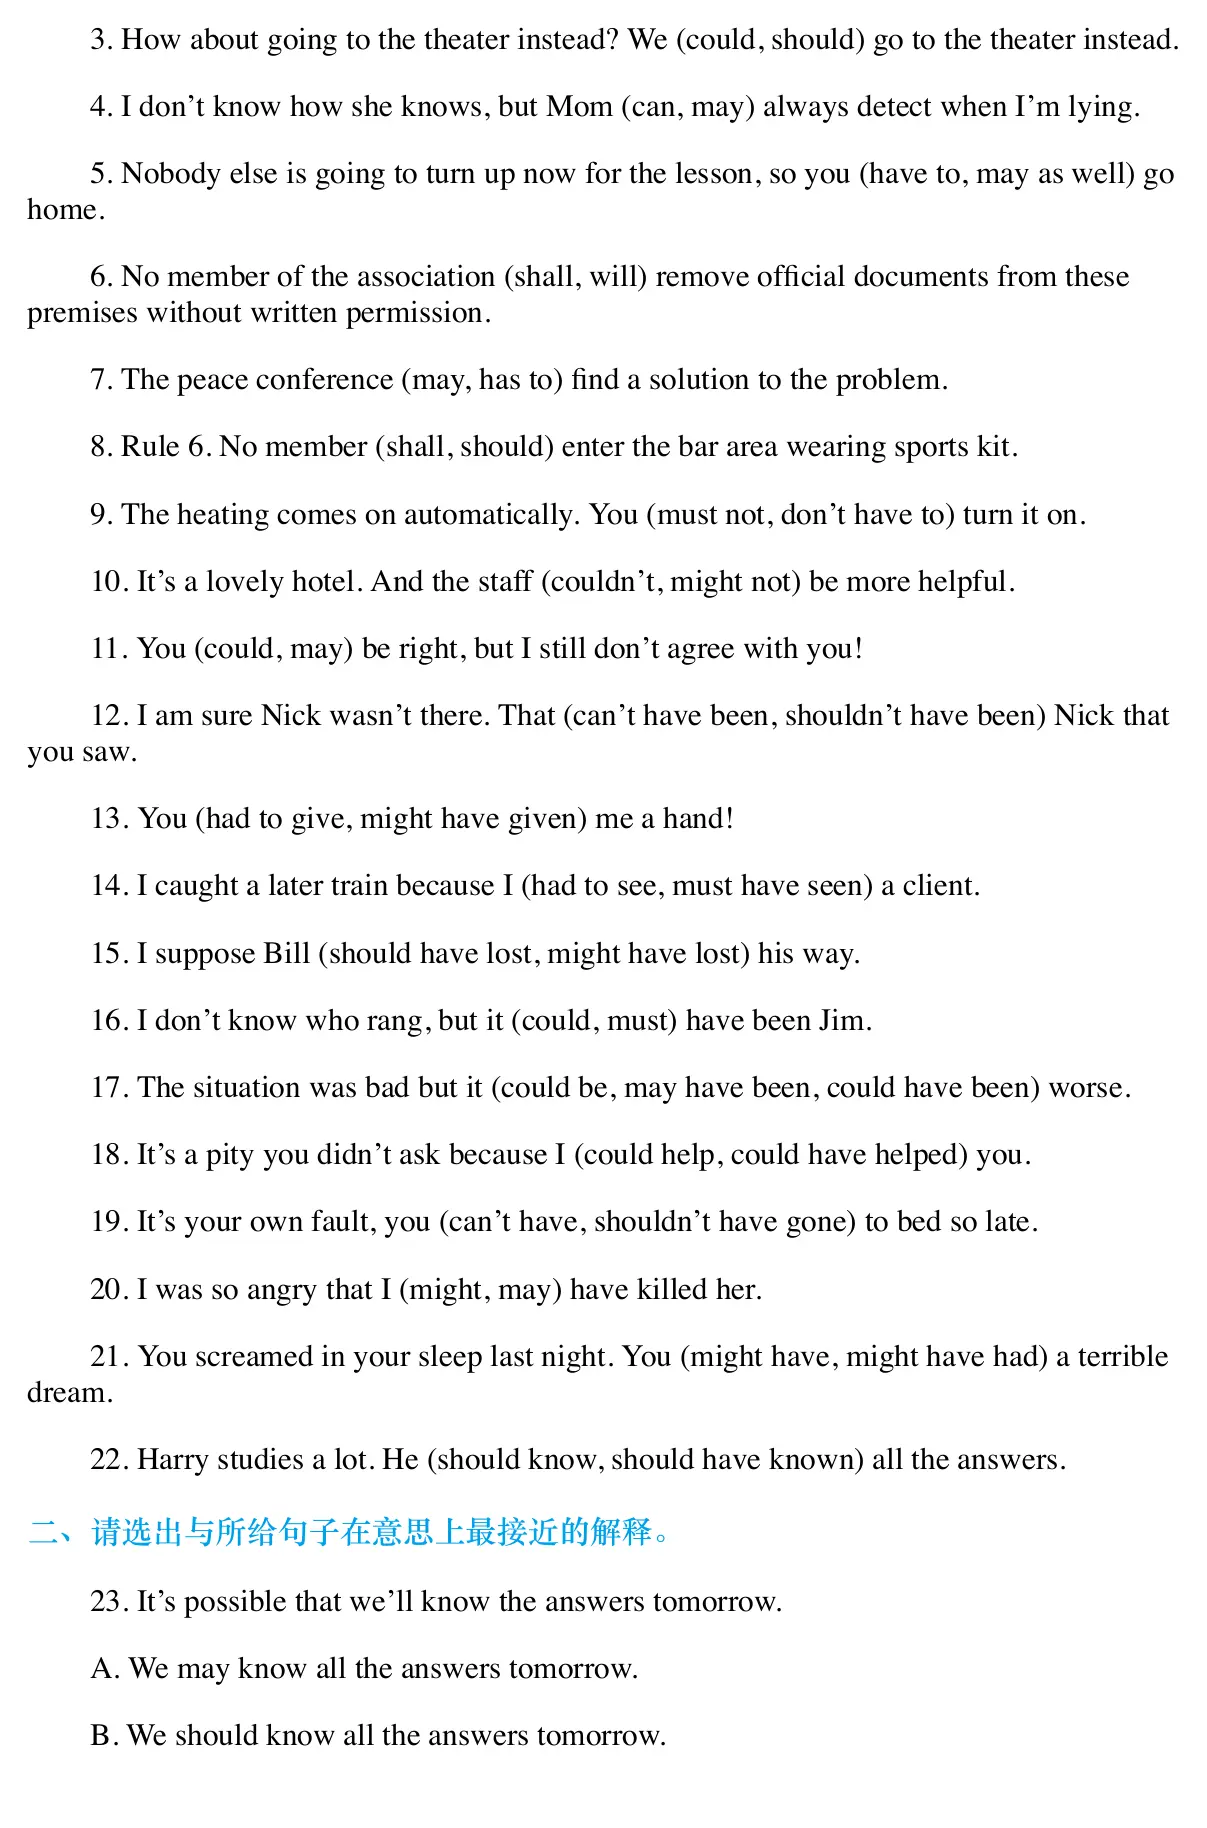 3. How about going to the theater instead? We (could, should) go to the theater instead.
4. I don’t know how she knows, but Mom (can, may) always detect when I’m lying.
5. Nobody else is going to turn up now for the lesson, so you (have to, may as well) go
home.
6. No member of the association (shall, will) remove official documents from these
premises without written permission.
7. The peace conference (may, has to) find a solution to the problem.
8. Rule 6. No member (shall, should) enter the bar area wearing sports kit.
9. The heating comes on automatically. You (must not, don’t have to) turn it on.
10. It’s a lovely hotel. And the staff (couldn’t, might not) be more helpful.
11. You (could, may) be right, but I still don’t agree with you!
12. I am sure Nick wasn’t there. That (can’t have been, shouldn’t have been) Nick that
you saw.
13. You (had to give, might have given) me a hand!
14. I caught a later train because I (had to see, must have seen) a client.
15. I suppose Bill (should have lost, might have lost) his way.
16. I don’t know who rang, but it (could, must) have been Jim.
17. The situation was bad but it (could be, may have been, could have been) worse.
18. It’s a pity you didn’t ask because I (could help, could have helped) you.
19. It’s your own fault, you (can’t have, shouldn’t have gone) to bed so late.
20. I was so angry that I (might, may) have killed her.
21. You screamed in your sleep last night. You (might have, might have had) a terrible
dream.
22. Harry studies a lot. He (should know, should have known) all the answers.
二、请选出与所给句子在意思上最接近的解释。
23. It’s possible that we’ll know the answers tomorrow.
A. We may know all the answers tomorrow.
B. We should know all the answers tomorrow.